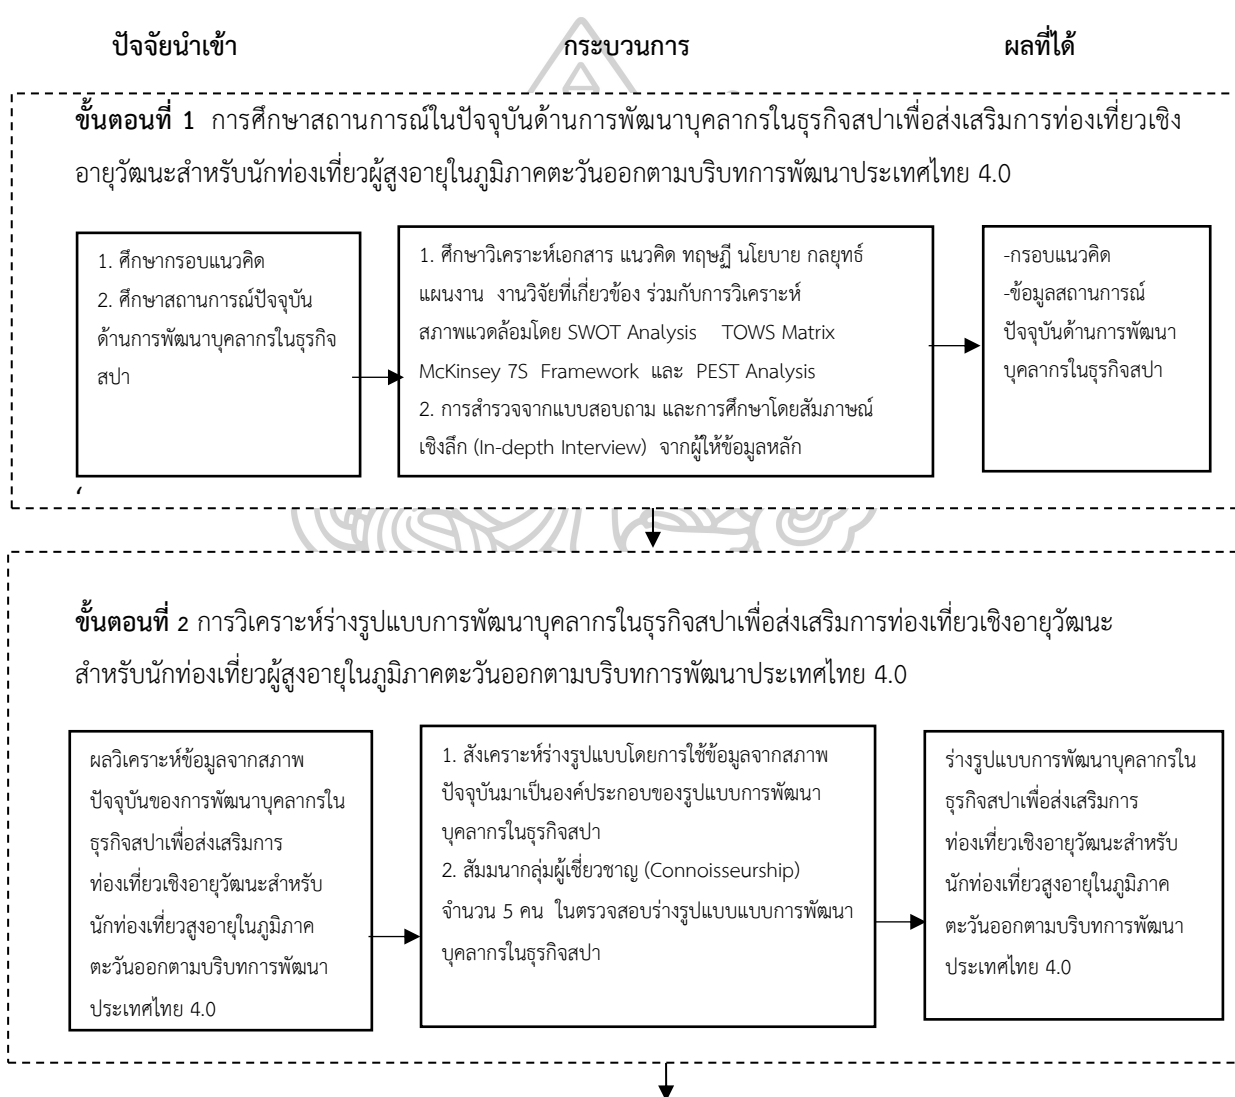 ปัจจัยนำเข้า กระบวนการ ผลที่ได้
ขั้นตอนที่ 1 การศึกษาสถานการณ์ในปัจจุบันด้านการพัฒนาบุคลากรในธุรกิจสปาเพื่อส่งเสริมการท่องเที่ยวเชิง
อายุวัฒนะสำหรับนักท่องเที่ยวผู้สูงอายุในภูมิภาคตะวันออกตามบริบทการพัฒนาประเทศไทย 4.0
1. ศึกษากรอบแนวคิด
2. ศึกษาสถานการณ์ปัจจุบัน
ด้านการพัฒนาบุคลากรในธุรกิจ
สปา
1. ศึกษาวิเคราะห์เอกสาร แนวคิด ทฤษฎี นโยบาย กลยุทธ์
แผนงาน งานวิจัยที่เกี่ยวข้อง ร่วมกับการวิเคราะห์
สภาพแวดล้อมโดย SWOT Analysis TOWS Matrix
McKinsey 7S Framework และ PEST Analysis
2. การสำรวจจากแบบสอบถาม และการศึกษาโดยสัมภาษณ์
เชิงลึก (In-depth Interview) จากผู้ให้ข้อมูลหลัก
-กรอบแนวคิด
-ข้อมูลสถานการณ์
ปัจจุบันด้านการพัฒนา
บุคลากรในธุรกิจสปา
ขั้นตอนที่ 2 การวิเคราะห์ร่างรูปแบบการพัฒนาบุคลากรในธุรกิจสปาเพื่อส่งเสริมการท่องเที่ยวเชิงอายุวัฒนะ
สำหรับนักท่องเที่ยวผู้สูงอายุในภูมิภาคตะวันออกตามบริบทการพัฒนาประเทศไทย 4.0
ผลวิเคราะห์ข้อมูลจากสภาพ
ปัจจุบันของการพัฒนาบุคลากรใน
ธุรกิจสปาเพื่อส่งเสริมการ
ท่องเที่ยวเชิงอายุวัฒนะสำหรับ
นักท่องเที่ยวสูงอายุในภูมิภาค
ตะวันออกตามบริบทการพัฒนา
ประเทศไทย 4.0
1. สังเคราะห์ร่างรูปแบบโดยการใช้ข้อมูลจากสภาพ
ปัจจุบันมาเป็นองค์ประกอบของรูปแบบการพัฒนา
บุคลากรในธุรกิจสปา
2. สัมมนากลุ่มผู้เชี่ยวชาญ (Connoisseurship)
จำนวน 5 คน ในตรวจสอบร่างรูปแบบแบบการพัฒนา
บุคลากรในธุรกิจสปา
ร่างรูปแบบการพัฒนาบุคลากรใน
ธุรกิจสปาเพื่อส่งเสริมการ
ท่องเที่ยวเชิงอายุวัฒนะสำหรับ
นักท่องเที่ยวสูงอายุในภูมิภาค
ตะวันออกตามบริบทการพัฒนา
ประเทศไทย 4.0